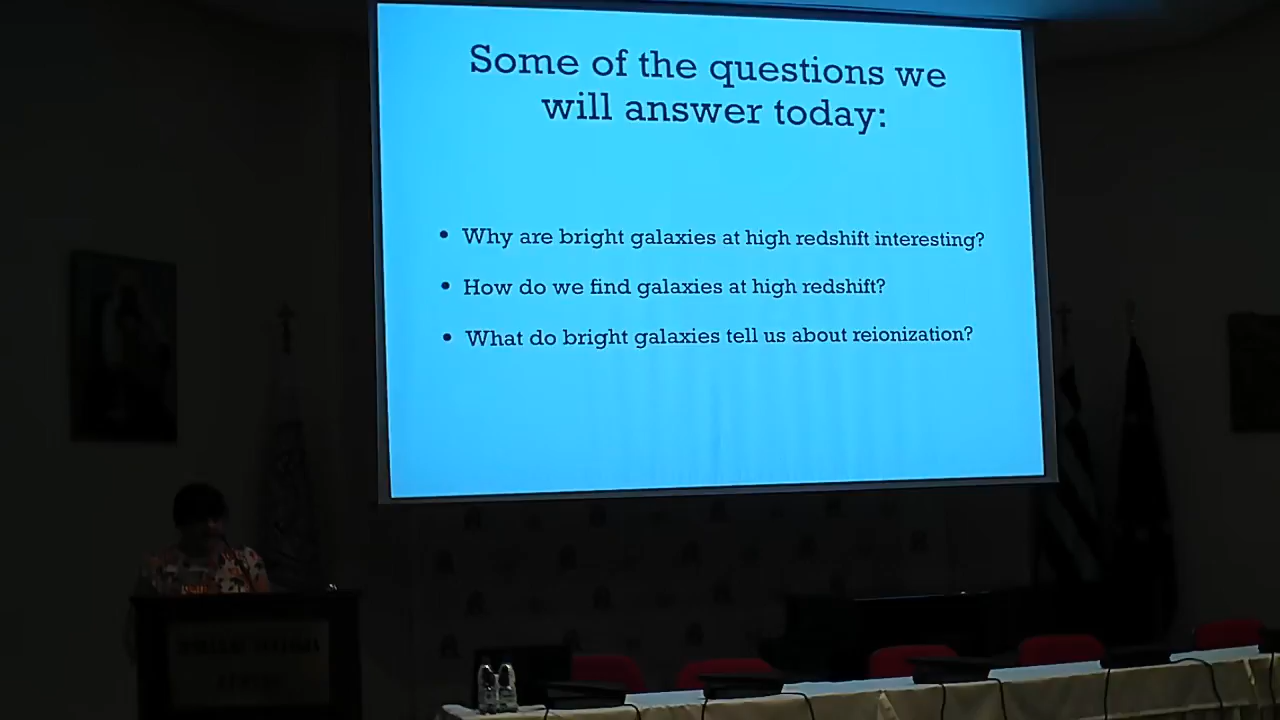 Some of the questions we
will answer today:
• Why are bright galaxies at high redshift interesting?
• How do we find galaxies at high redshift?
• What do bright galaxies tell us about reionization?